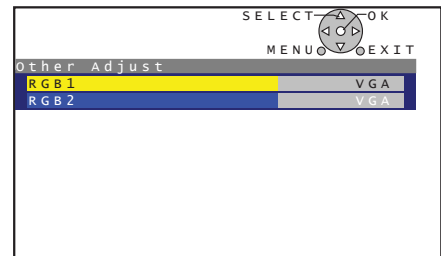 SELECT OK
MENU EXIT
Other Adjust
RGB1 VGA
RGB2 VGA